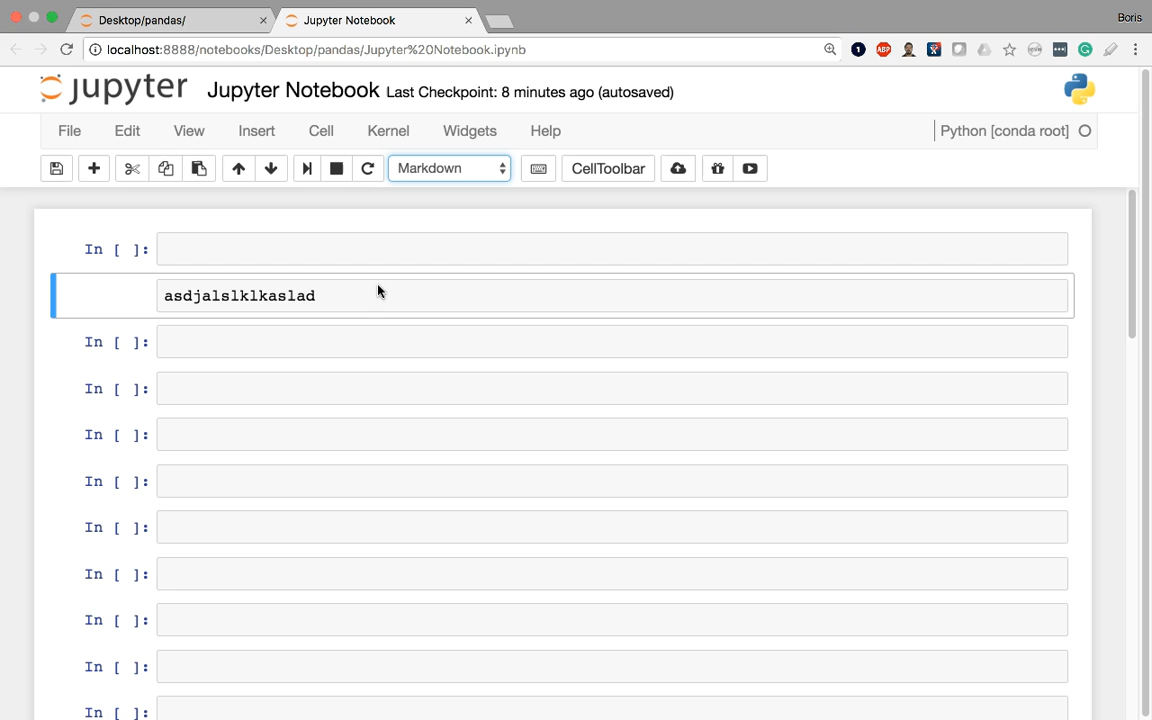 Desktop/pandas/ Jupyter Notebook Boris
localhost:8888/notebooks/Desktop/pandas/Jupyter%20Notebook.ipynb
jupyter Jupyter Notebook Last Checkpoint: 8 minutes ago (autosaved)
File Edit View Insert Cell Kernel Widgets Help Python [conda root]
Markdown CellToolbar
In [ ]:
asdjalslklkaslad
In [ ]:
In [ ]:
In [ ]:
In [ ]:
In [ ]:
In [ ]:
In [ ]:
In [ ]:
In [ ]: